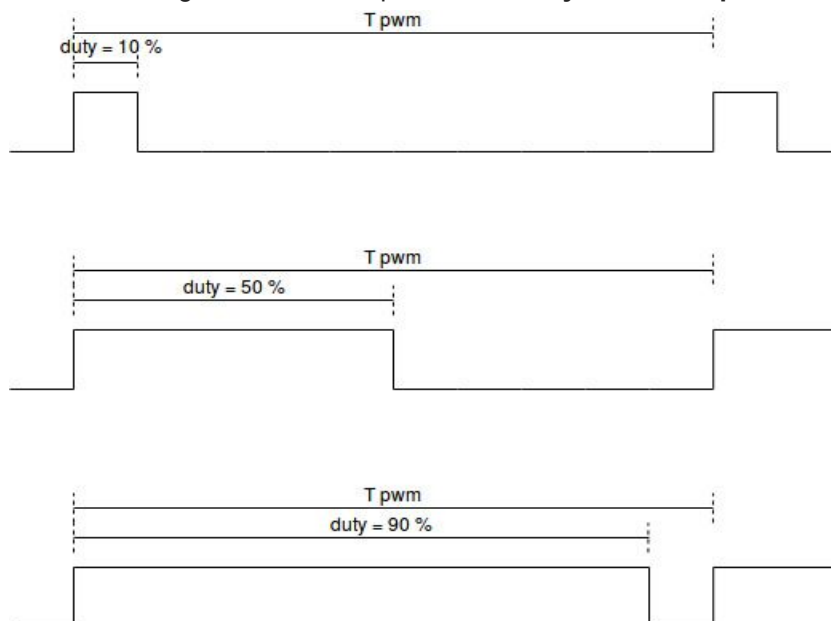 T pwm
duty = 10 %
T pwm
duty = 50 %
T pwm
duty = 90 %